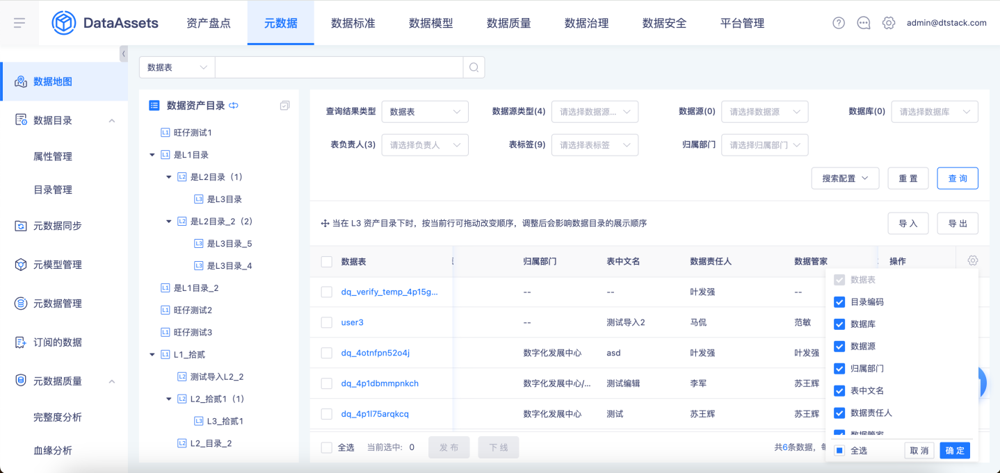 DataAssets
资产盘点
元数据
数据标准
数据模型
数据质量
数据治理
数据安全
平台管理
admin@dtstack.com
数据地图
数据目录
属性管理
目录管理
元数据同步
元模型管理
元数据管理
订阅的数据
元数据质量
完整度分析
血缘分析
数据表
数据资产目录
L1 旺仔测试1
L1 是L1目录
L2 是L2目录（1）
L3 是L3目录
L2 是L2目录_2（2）
L3 是L3目录_5
L3 是L3目录_4
L1 是L1目录_2
L1 旺仔测试2
L1 旺仔测试3
L1 L1_拾贰
L2 测试导入L2_2
L2 L2_拾贰1（1）
L3 L3_拾贰1
L2 L2_目录_2
查询结果类型 数据表 数据源类型(4) 请选择数据源... 数据源(0) 请选择数据源 数据库(0) 请选择数据库
表负责人(3) 请选择负责人 表标签(9) 请选择表标签 归属部门 请选择归属部门
搜索配置 重 置 查 询
当在 L3 资产目录下时，按当前行可拖动改变顺序，调整后会影响数据目录的展示顺序 导 入 导 出
数据表 归属部门 表中文名 数据责任人 数据管家 操作
dq_verify_temp_4p15g... -- -- 叶发强 --
user3 -- 测试导入2 马侃 范敏
dq_4otnfpn52o4j 数字化发展中心 asd 叶发强 叶发强
dq_4p1dbmmpnkch 数字化发展中心/... 测试编辑 李军 苏王辉
dq_4p1l75arqkcq 数字化发展中心 测试 苏王辉 苏王辉
全选 当前选中: 0 发 布 下 线 共6条数据，每
数据表
目录编码
数据库
数据源
归属部门
表中文名
数据责任人
数据管家
全选 取 消 确 定